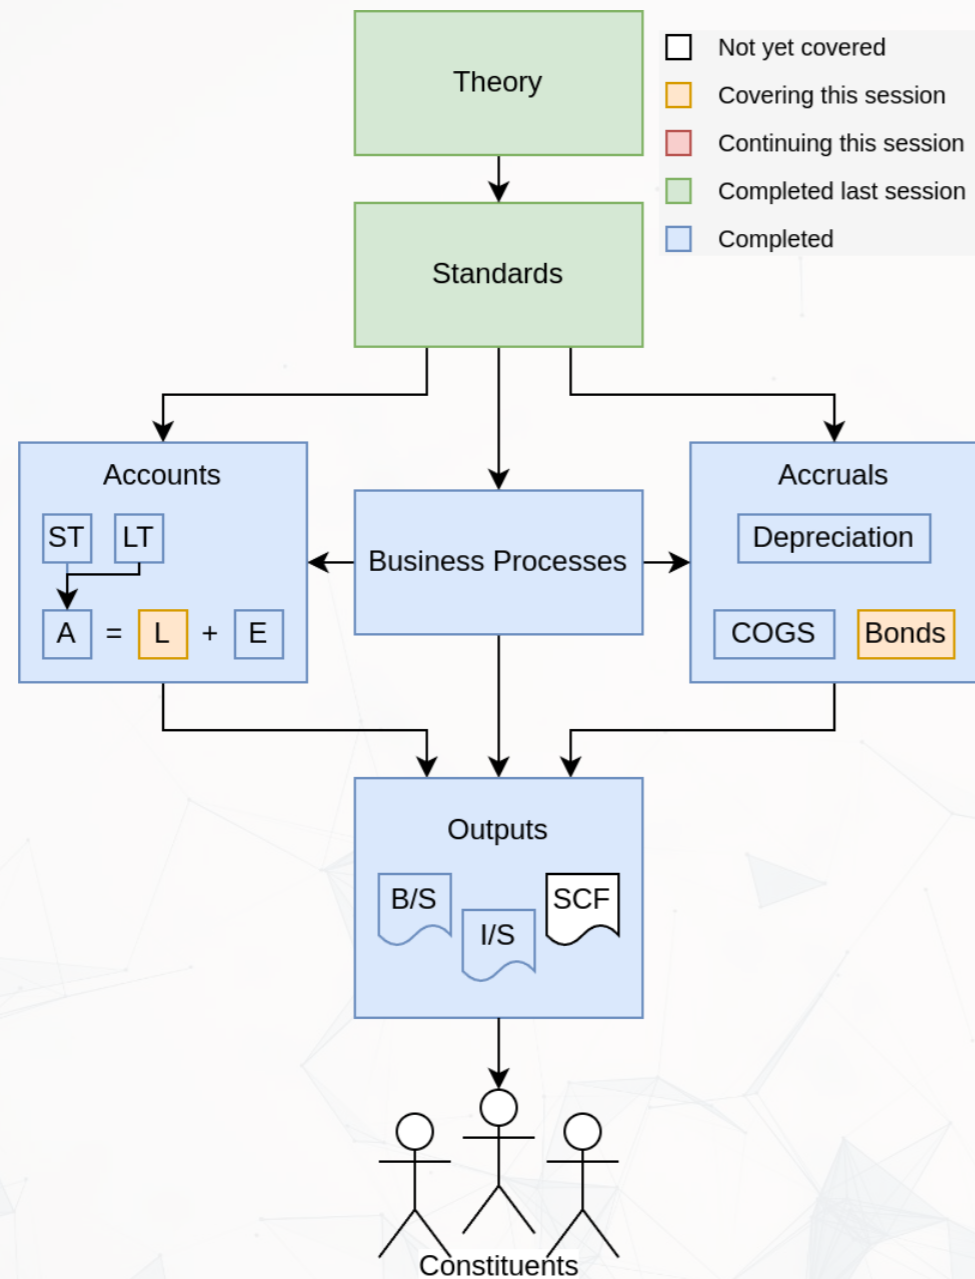 Theory
Not yet covered
Covering this session
Continuing this session
Completed last session
Completed
Standards
Accounts
ST LT
A = L + E
Business Processes
Accruals
Depreciation
COGS Bonds
Outputs
B/S
I/S
SCF
Constituents